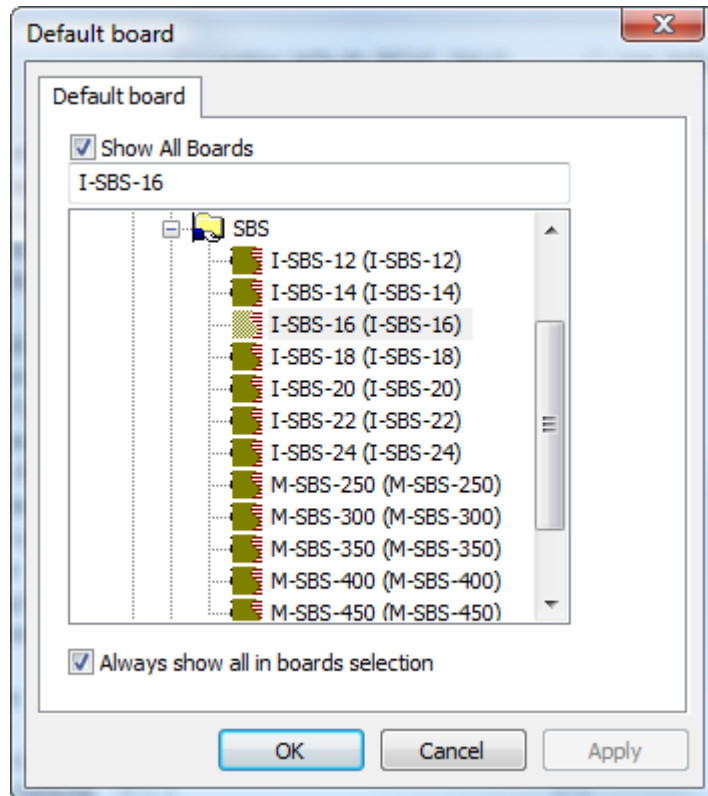 Default board
Default board
Show All Boards
I-SBS-16
SBS
I-SBS-12 (I-SBS-12)
I-SBS-14 (I-SBS-14)
I-SBS-16 (I-SBS-16)
I-SBS-18 (I-SBS-18)
I-SBS-20 (I-SBS-20)
I-SBS-22 (I-SBS-22)
I-SBS-24 (I-SBS-24)
M-SBS-250 (M-SBS-250)
M-SBS-300 (M-SBS-300)
M-SBS-350 (M-SBS-350)
M-SBS-400 (M-SBS-400)
M-SBS-450 (M-SBS-450)
Always show all in boards selection
OK Cancel Apply